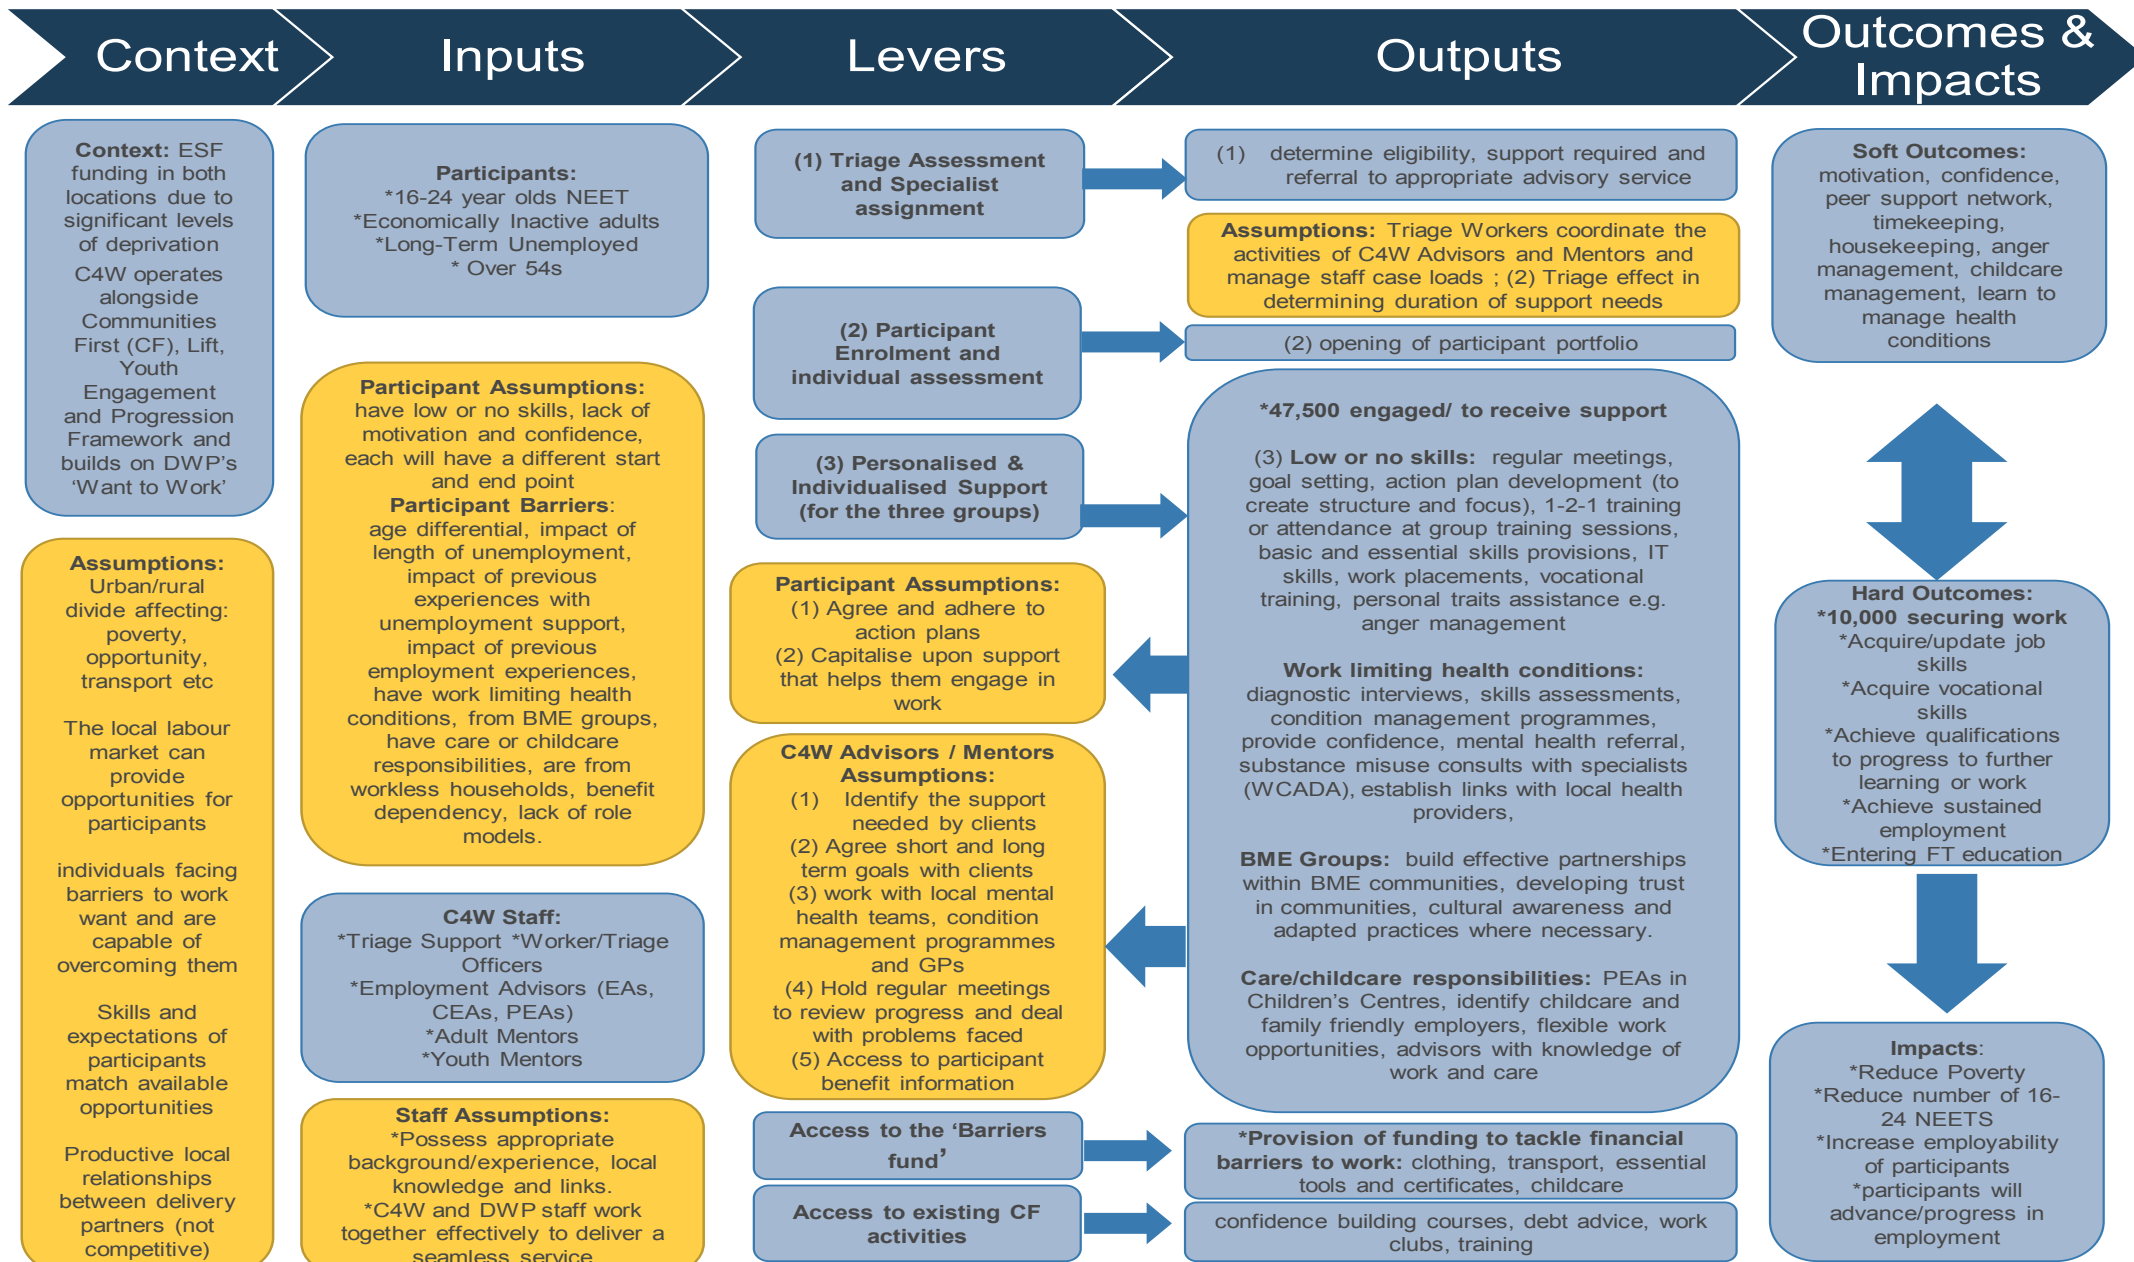 Context
Inputs
Levers
Outputs
Outcomes &
Impacts
Context: ESF
funding in both
locations due to
significant levels
of deprivation
C4W operates
alongside
Communities
First (CF), Lift,
Youth
Engagement
and Progression
Framework and
builds on DWP's
‘Want to Work’
Assumptions:
Urban/rural
divide affecting:
poverty,
opportunity,
transport etc
The local labour
market can
provide
opportunities for
participants
individuals facing
barriers to work
want and are
capable of
overcoming them
Skills and
expectations of
participants
match available
opportunities
Productive local
relationships
between delivery
partners (not
competitive)
Participants:
*16-24 year olds NEET
*Economically Inactive adults
*Long-Term Unemployed
* Over 54s
Participant Assumptions:
have low or no skills, lack of
motivation and confidence,
each will have a different start
and end point
Participant Barriers:
age differential, impact of
length of unemployment,
impact of previous
experiences with
unemployment support,
impact of previous
employment experiences,
have work limiting health
conditions, from BME groups,
have care or childcare
responsibilities, are from
workless households, benefit
dependency, lack of role
models.
C4W Staff:
*Triage Support *Worker/Triage
Officers
*Employment Advisors (EAs,
CEAs, PEAs)
*Adult Mentors
*Youth Mentors
Staff Assumptions:
*Possess appropriate
background/experience, local
knowledge and links.
*C4W and DWP staff work
together effectively to deliver a
seamless service
(1) Triage Assessment
and Specialist
assignment
(2) Participant
Enrolment and
individual assessment
(3) Personalised &
Individualised Support
(for the three groups)
Participant Assumptions:
(1) Agree and adhere to
action plans
(2) Capitalise upon support
that helps them engage in
work
C4W Advisors / Mentors
Assumptions:
(1) Identify the support
needed by clients
(2) Agree short and long
term goals with clients
(3) work with local mental
health teams, condition
management programmes
and GPs
(4) Hold regular meetings
to review progress and deal
with problems faced
(5) Access to participant
benefit information
Access to the ‘Barriers
fund’
Access to existing CF
activities
(1) determine eligibility, support required and
referral to appropriate advisory service
Assumptions: Triage Workers coordinate the
activities of C4W Advisors and Mentors and
manage staff case loads ; (2) Triage effect in
determining duration of support needs
(2) opening of participant portfolio
*47,500 engaged/ to receive support
(3) Low or no skills: regular meetings,
goal setting, action plan development (to
create structure and focus), 1-2-1 training
or attendance at group training sessions,
basic and essential skills provisions, IT
skills, work placements, vocational
training, personal traits assistance e.g.
anger management
Work limiting health conditions:
diagnostic interviews, skills assessments,
condition management programmes,
provide confidence, mental health referral,
substance misuse consults with specialists
(WCADA), establish links with local health
providers,
BME Groups: build effective partnerships
within BME communities, developing trust
in communities, cultural awareness and
adapted practices where necessary.
Care/childcare responsibilities: PEAs in
Children's Centres, identify childcare and
family friendly employers, flexible work
opportunities, advisors with knowledge of
work and care
*Provision of funding to tackle financial
barriers to work: clothing, transport, essential
tools and certificates, childcare
confidence building courses, debt advice, work
clubs, training
Soft Outcomes:
motivation, confidence,
peer support network,
timekeeping,
housekeeping, anger
management, childcare
management, learn to
manage health
conditions
Hard Outcomes:
*10,000 securing work
*Acquire/update job
skills
*Acquire vocational
skills
*Achieve qualifications
to progress to further
learning or work
*Achieve sustained
employment
*Entering FT education
Impacts:
*Reduce Poverty
*Reduce number of 16-
24 NEETS
*Increase employability
of participants
*participants will
advance/progress in
employment